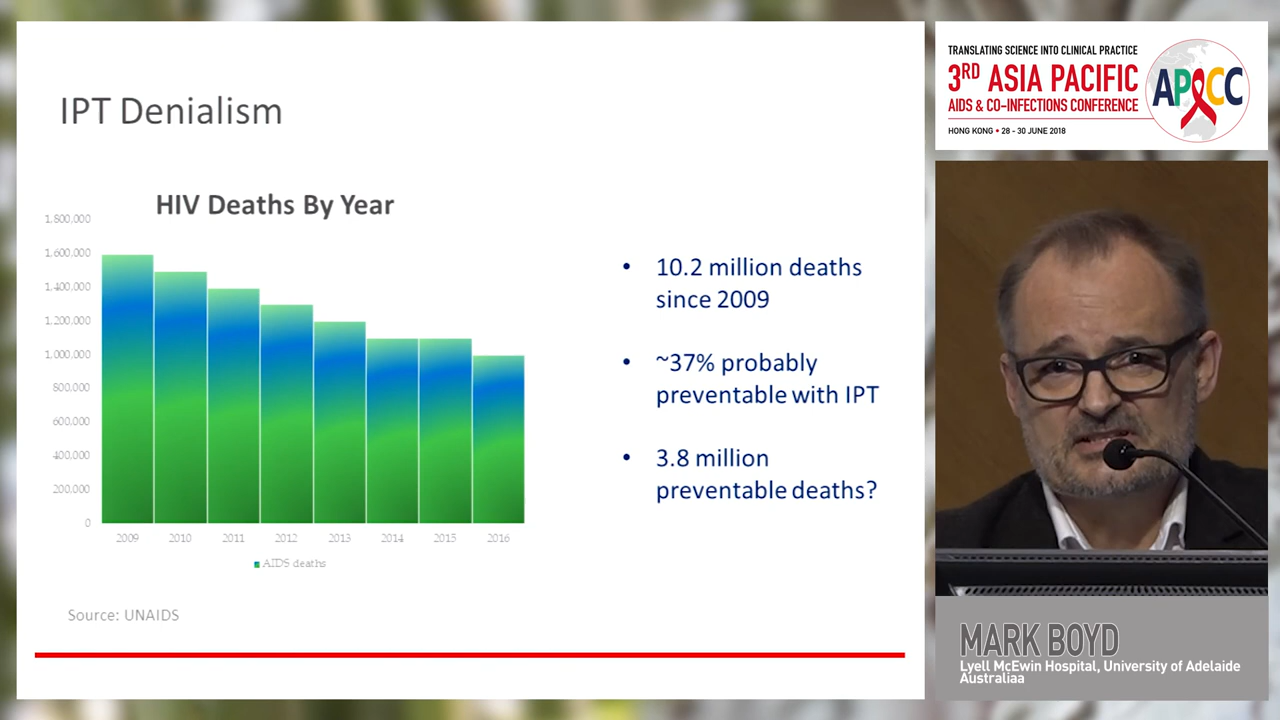 IPT Denialism
HIV Deaths By Year
1.800,000
1.600,000
1.400,000
1.200,000
1.000,000
800.000
600.000
400.000
200.000
0
2009 2010 2011 2012 2013 2014 2015 2016
AIDS deaths
Source: UNAIDS
• 10.2 million deaths
since 2009
• ~37% probably
preventable with IPT
• 3.8 million
preventable deaths?
TRANSLATING SCIENCE INTO CLINICAL PRACTICE
3RD ASIA PACIFIC
AIDS & CO-INFECTIONS CONFERENCE
HONG KONG • 28 - 30 JUNE 2018
APACC
MARK BOYD
Lyell McEwin Hospital, University of Adelaide
Australiaa